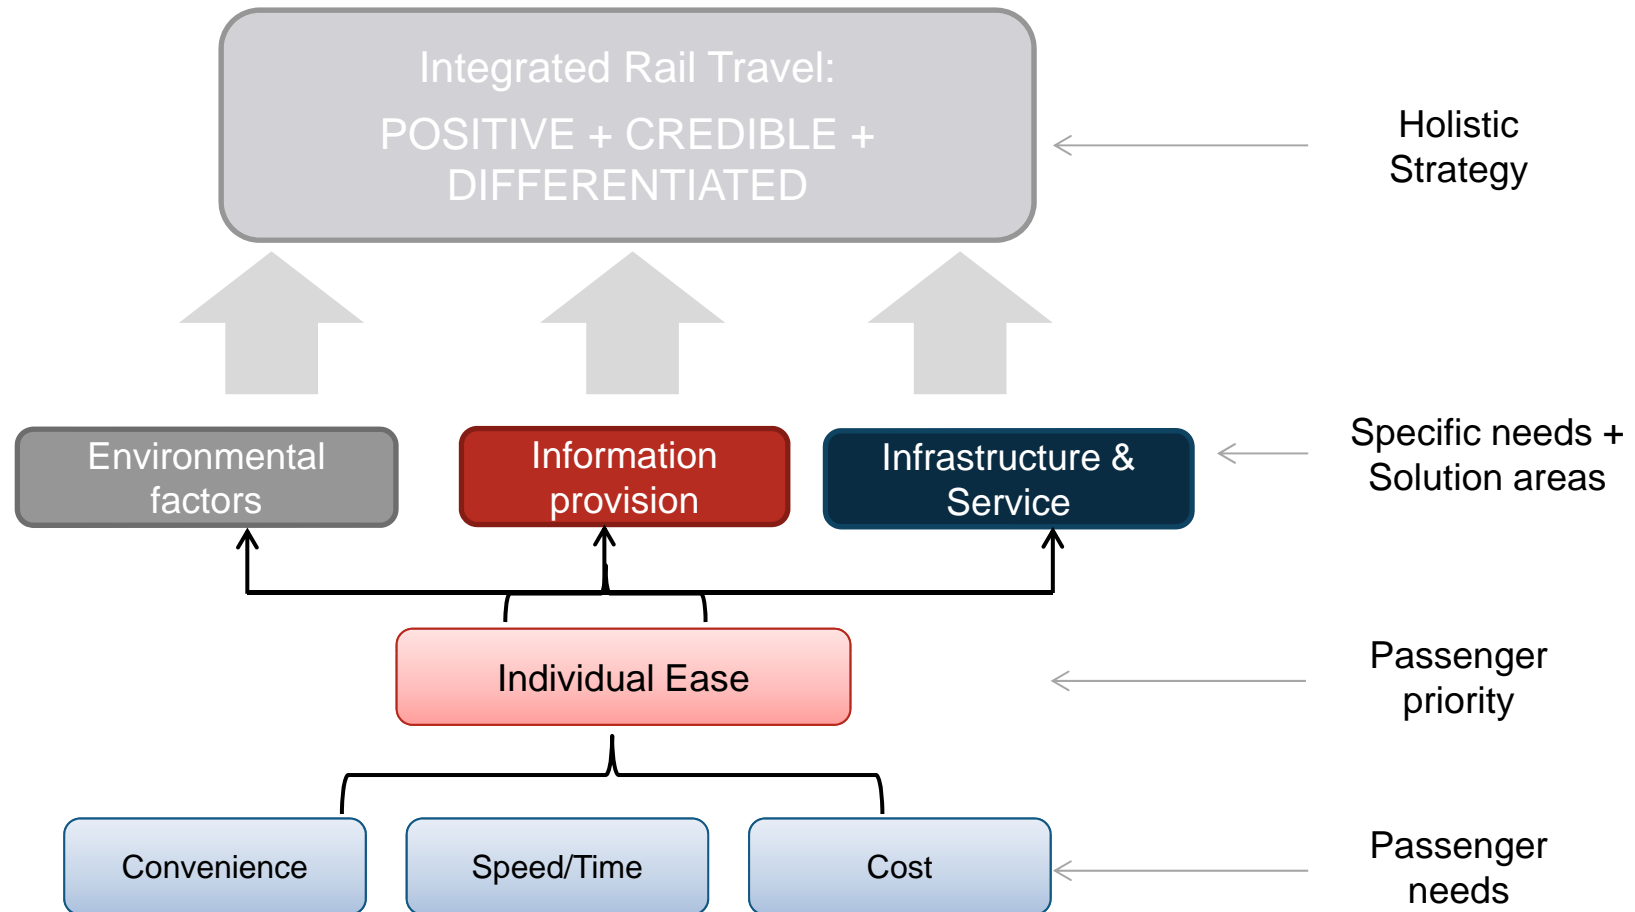 Integrated Rail Travel:
POSITIVE + CREDIBLE +
DIFFERENTIATED
Holistic
Strategy
Environmental
factors
Information
provision
Infrastructure &
Service
Specific needs +
Solution areas
Individual Ease
Passenger
priority
Convenience
Speed/Time
Cost
Passenger
needs